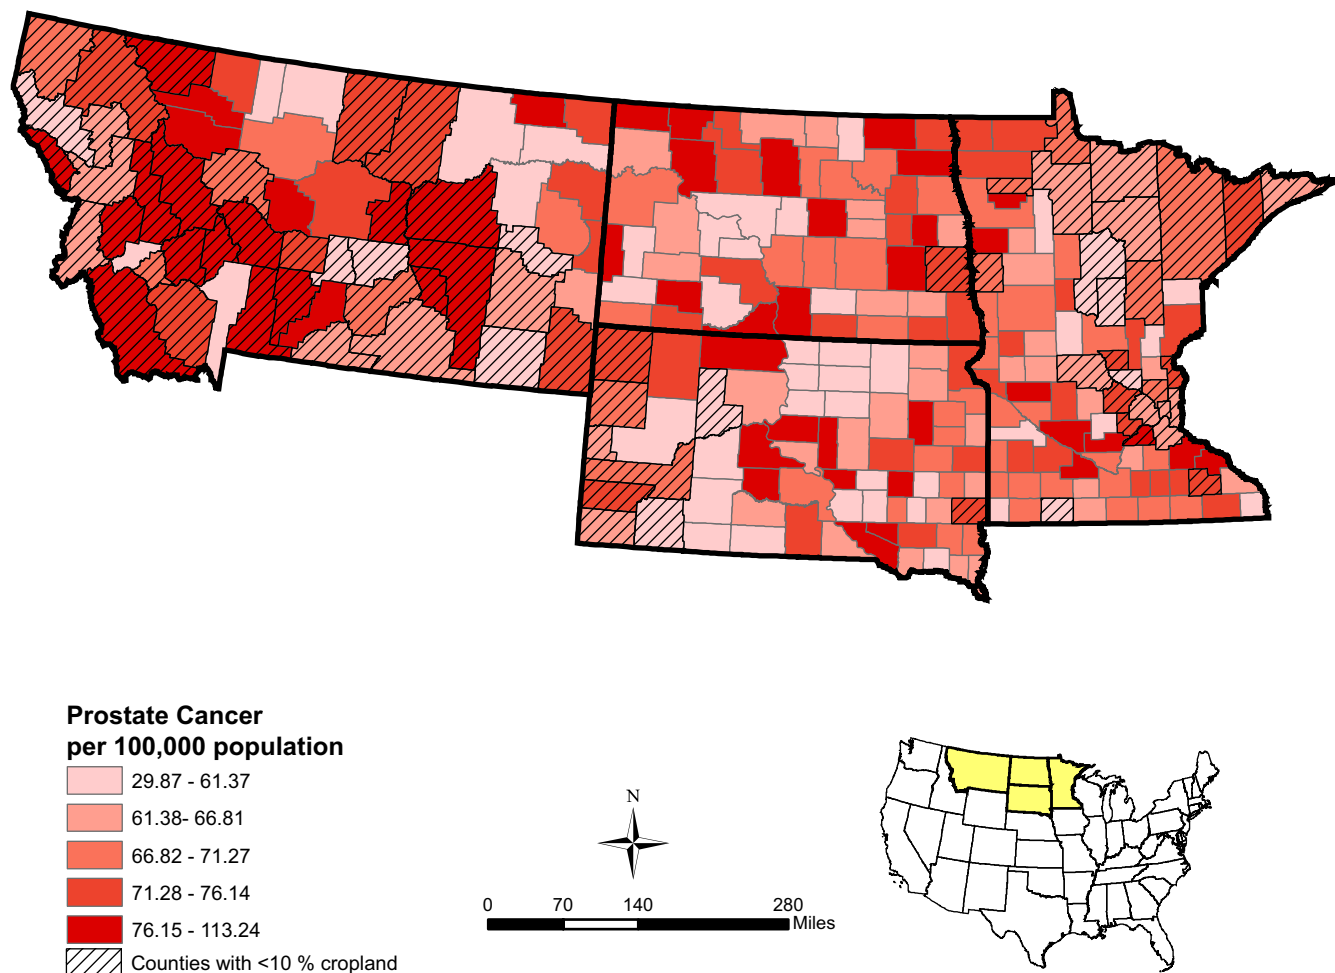 Prostate Cancer
per 100,000 population
29.87 - 61.37
61.38- 66.81
66.82 - 71.27
71.28 - 76.14
76.15 - 113.24
Counties with <10 % cropland
N
0 70 140 280
Miles